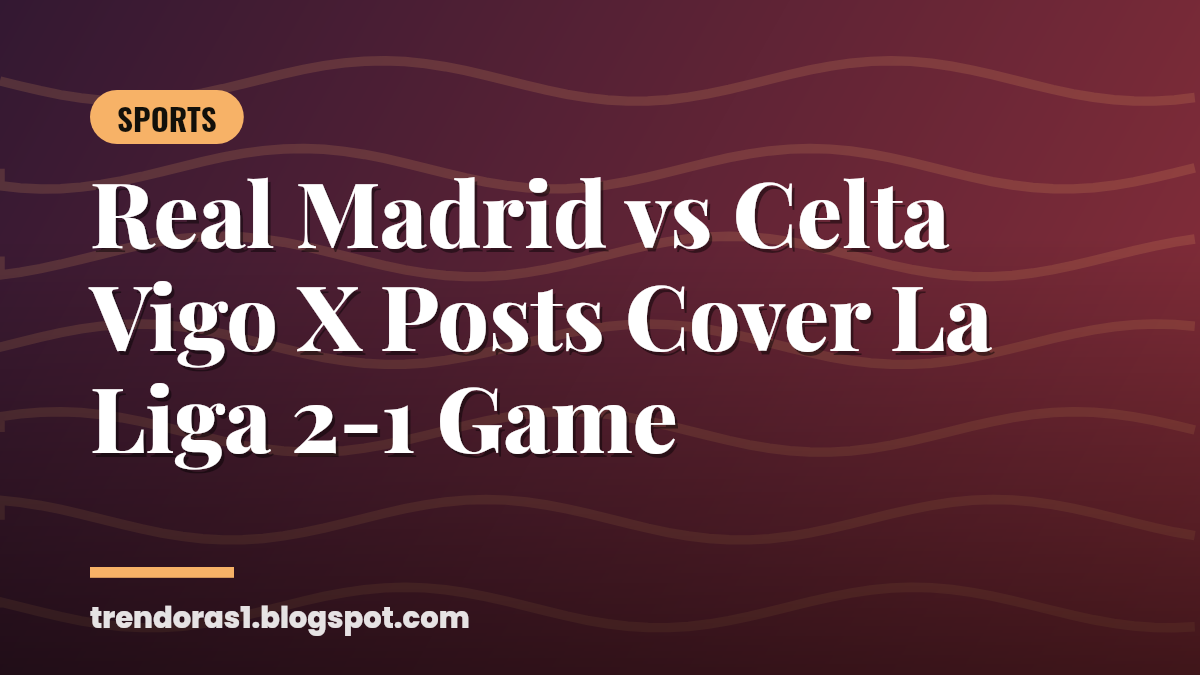 SPORTS
Real Madrid vs Celta
Vigo X Posts Cover La
Liga 2-1 Game
trendoras1.blogspot.com